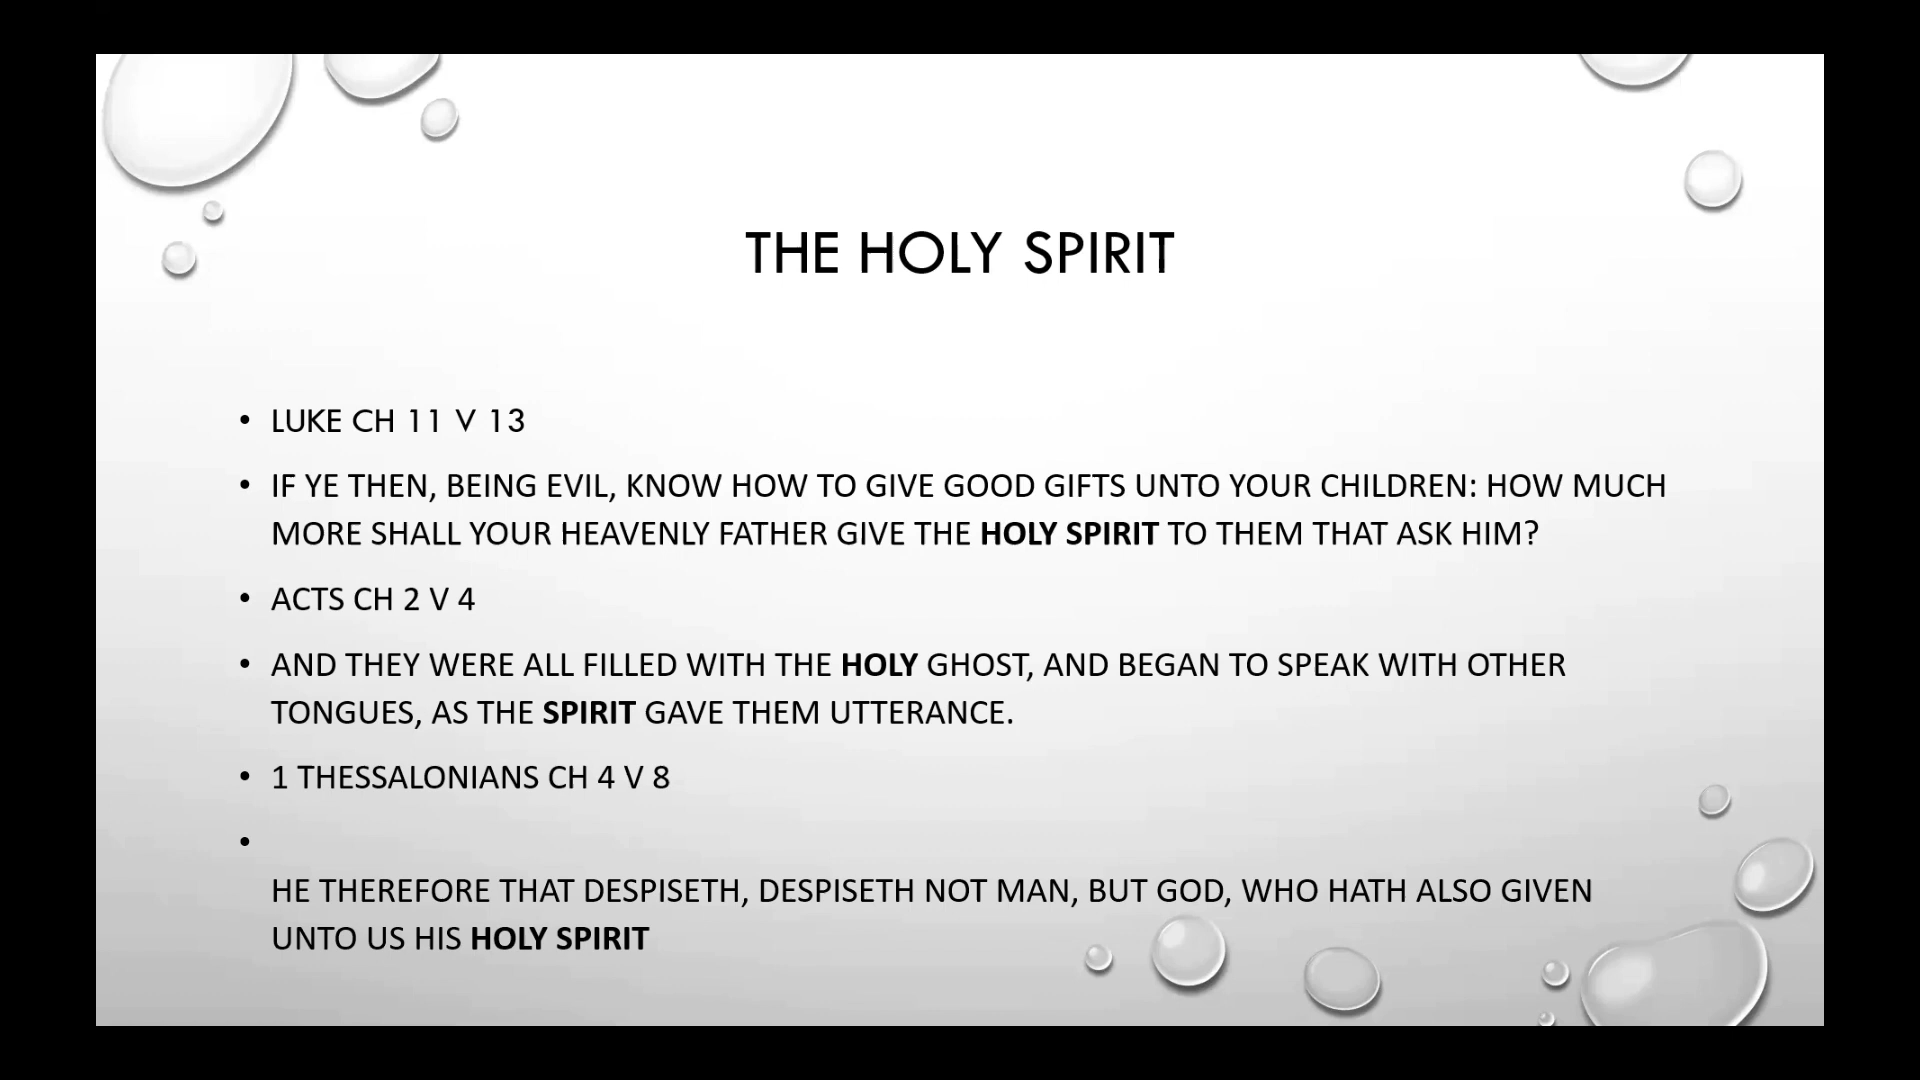 THE HOLY SPIRIT
• LUKE CH 11 V 13
• IF YE THEN, BEING EVIL, KNOW HOW TO GIVE GOOD GIFTS UNTO YOUR CHILDREN: HOW MUCH
MORE SHALL YOUR HEAVENLY FATHER GIVE THE HOLY SPIRIT TO THEM THAT ASK HIM?
• ACTS CH 2 V 4
• AND THEY WERE ALL FILLED WITH THE HOLY GHOST, AND BEGAN TO SPEAK WITH OTHER
TONGUES, AS THE SPIRIT GAVE THEM UTTERANCE.
• 1 THESSALONIANS CH 4 V 8
•
HE THEREFORE THAT DESPISETH, DESPISETH NOT MAN, BUT GOD, WHO HATH ALSO GIVEN
UNTO US HIS HOLY SPIRIT